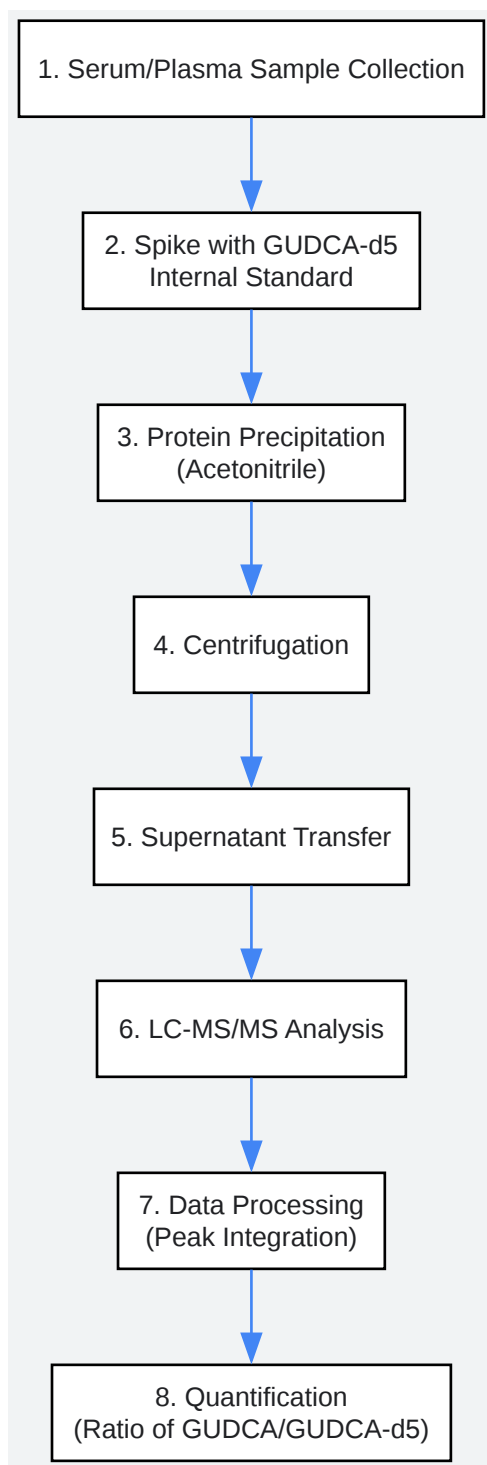 1. Serum/Plasma Sample Collection
2. Spike with GUDCA-d5
Internal Standard
3. Protein Precipitation
(Acetonitrile)
4. Centrifugation
5. Supernatant Transfer
6. LC-MS/MS Analysis
7. Data Processing
(Peak Integration)
8. Quantification
(Ratio of GUDCA/GUDCA-d5)